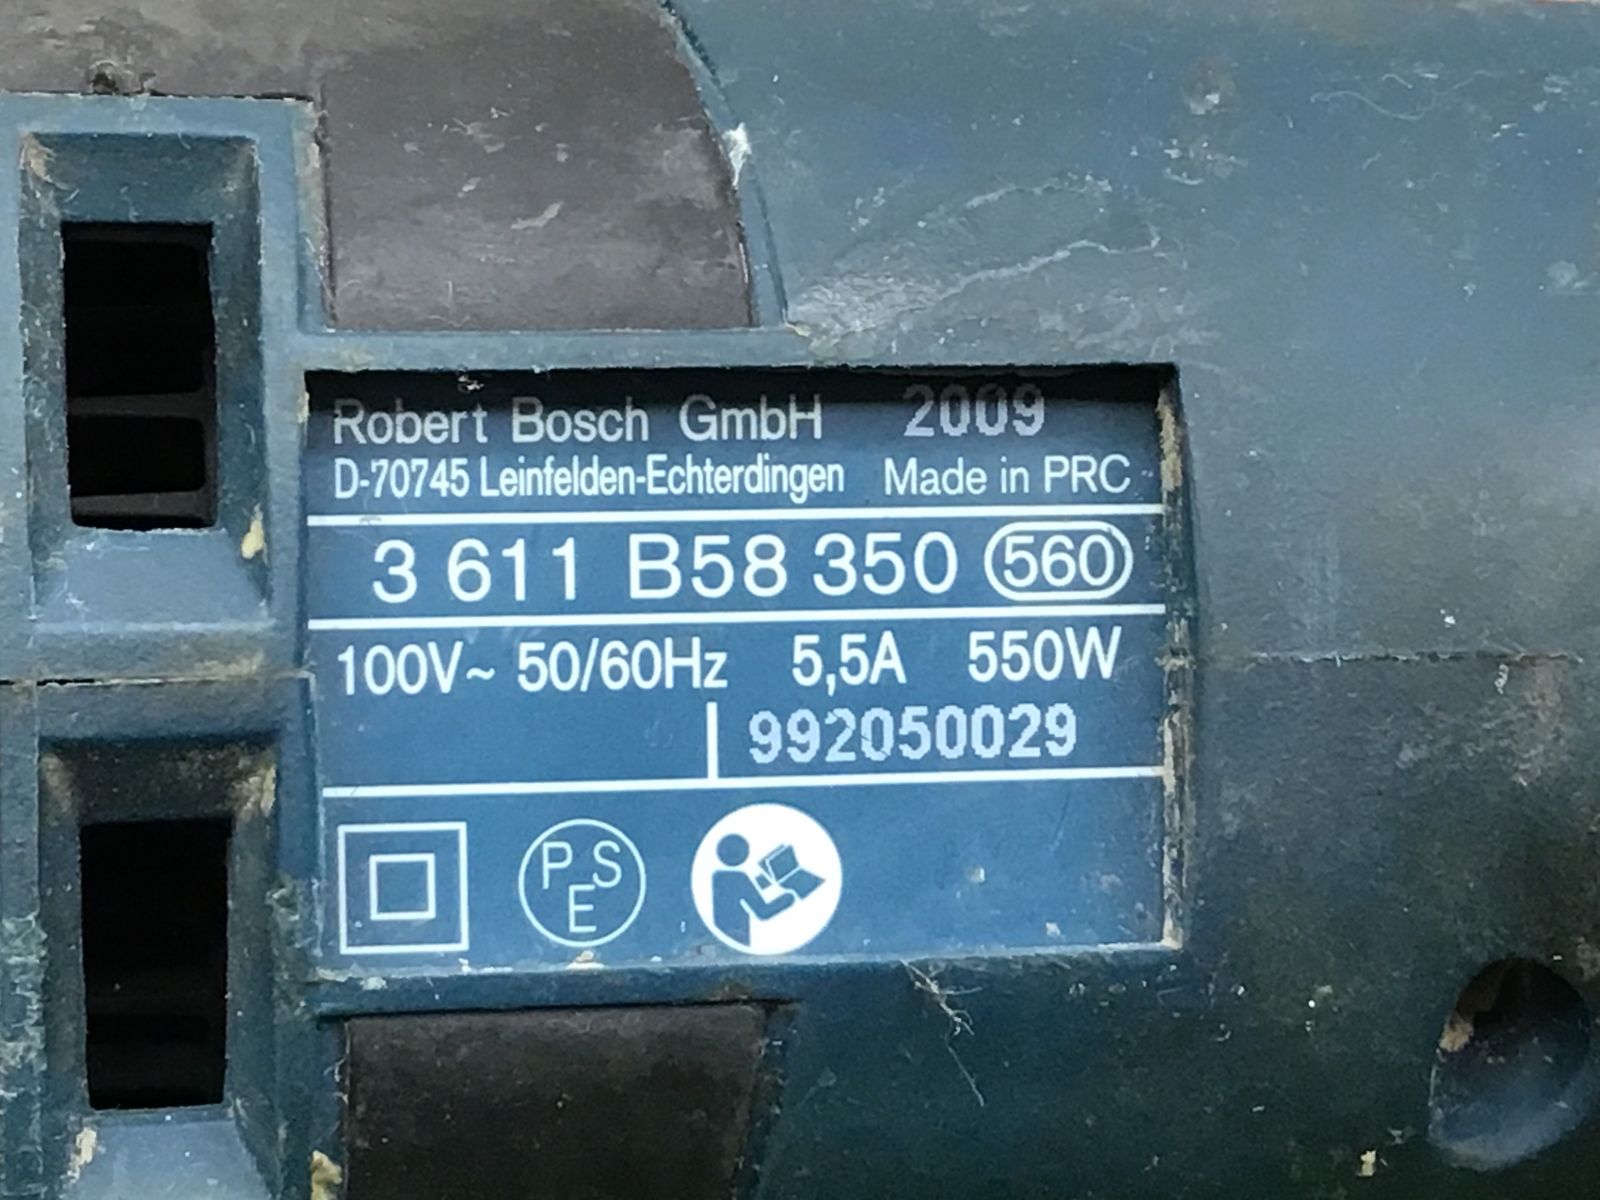 Robert Bosch GmbH 2009
D-70745 Leinfelden-Echterdingen Made in PRC
3 611 B58 350 560
100V~ 50/60Hz 5,5A 550W
992050029
PSE